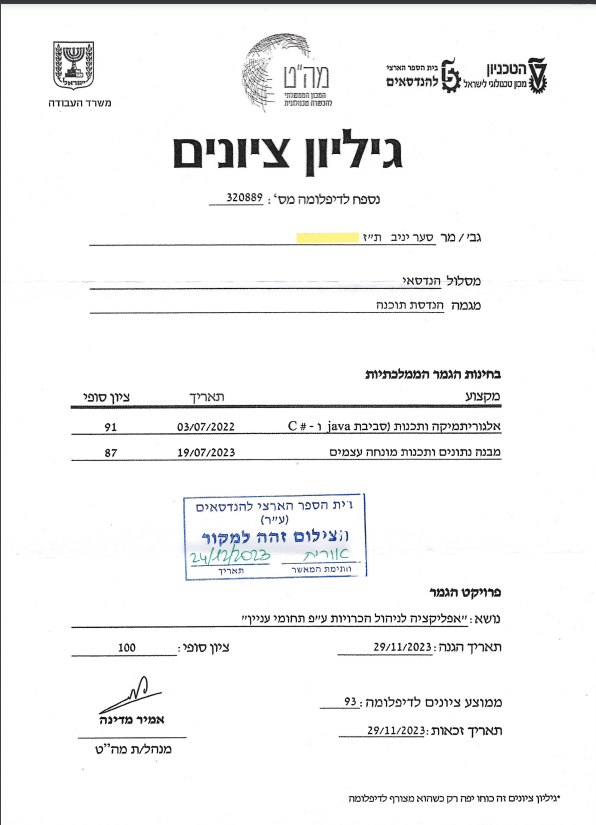 ישראל
משרד העבודה
מה"ט
המכון הממשלתי
להכשרה טכנולוגית
בית הספר הארצי
להנדסאים
הטכניון
מכון טכנולוגי לישראל
גיליון ציונים
נספח לדיפלומה מס': 320889
גב' / מר סער יניב ת"ז
מסלול הנדסאי
מגמה הנדסת תוכנה
בחינות הגמר הממלכתיות
מקצוע תאריך ציון סופי
אלגוריתמיקה ותכנות (סביבת java ו - # C 03/07/2022 91
מבנה נתונים ותכנות מונחה עצמים 19/07/2023 87
בית הספר הארצי להנדסאים
(ע"ר)
הצילום זהה למקור
אורית 24/12/2023
חתימת המאשר תאריך
פרויקט הגמר
נושא: "אפליקציה לניהול הכרויות ע"פ תחומי עניין"
תאריך הגנה: 29/11/2023 ציון סופי: 100
ממוצע ציונים לדיפלומה: 93
תאריך זכאות: 29/11/2023
אמיר מדינה
מנהל/ת מה"ט
*גיליון ציונים זה כוחו יפה רק כשהוא מצורף לדיפלומה